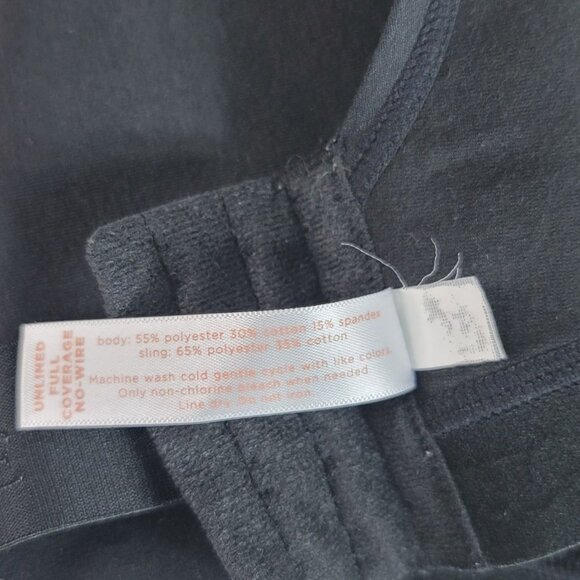 UNLINED
FULL
COVERAGE
NO-WIRE
body: 55% polyester 30% cotton 15% spandex
sling: 65% polyester 35% cotton
Machine wash cold gentle cycle with like colors.
Only non-chlorine bleach when needed
Line dry. Do not iron.